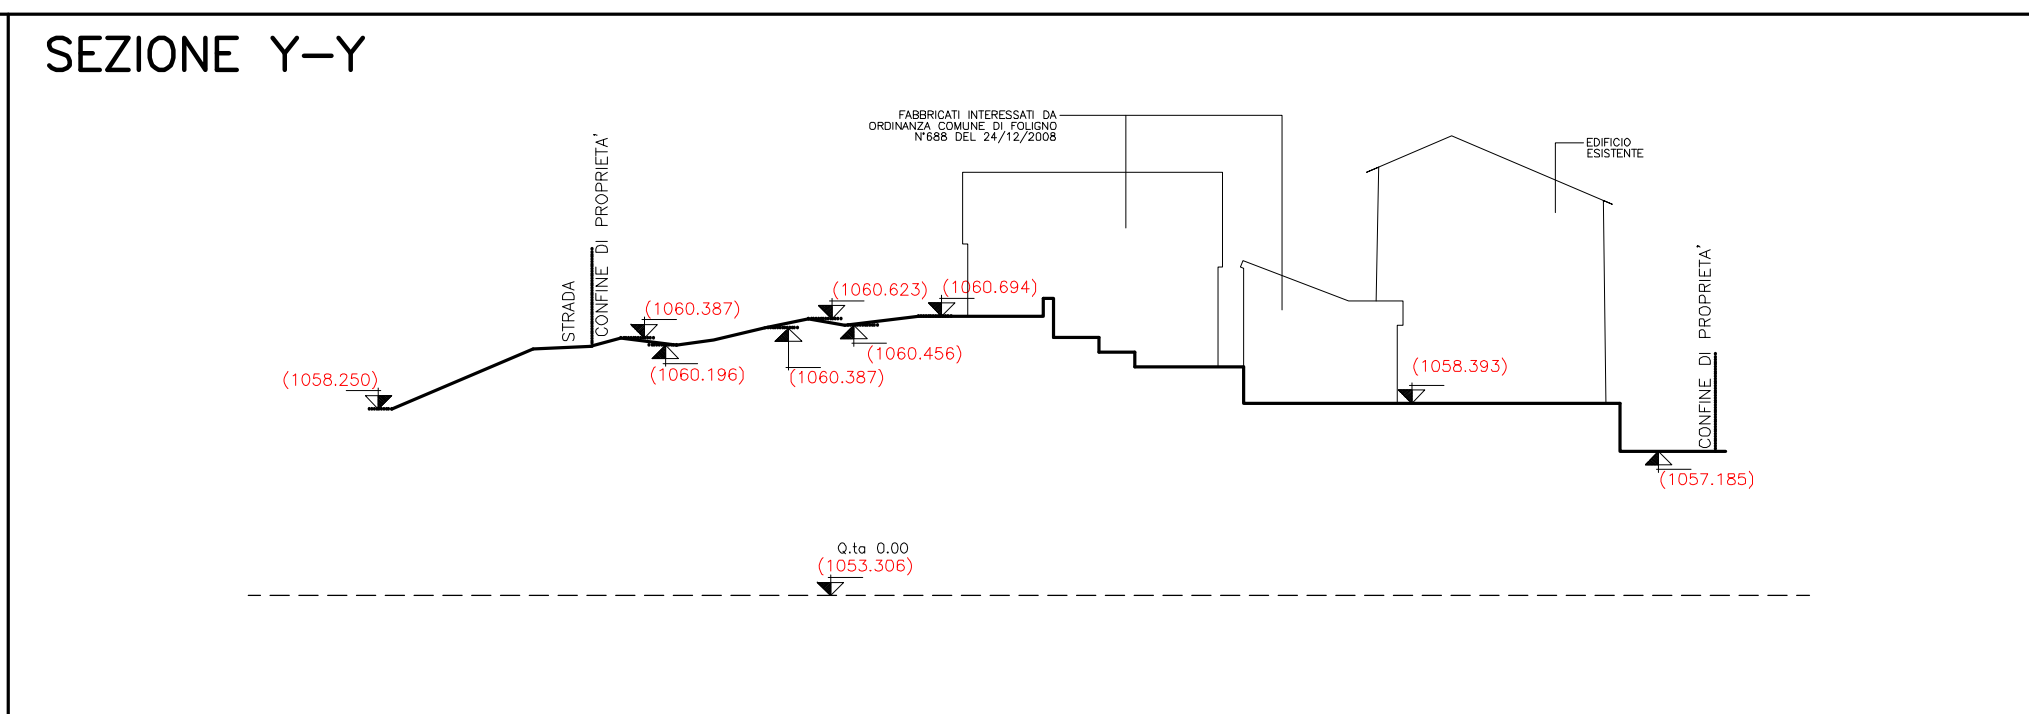 SEZIONE Y-Y
FABBRICATI INTERESSATI DA
ORDINANZA COMUNE DI FOLIGNO
N°688 DEL 24/12/2008
EDIFICIO
ESISTENTE
STRADA
CONFINE DI PROPRIETA'
(1060.387)
(1060.623)
(1060.694)
(1058.250)
(1060.196)
(1060.387)
(1060.456)
(1058.393)
CONFINE DI PROPRIETA'
(1057.185)
Q.ta 0.00
(1053.306)